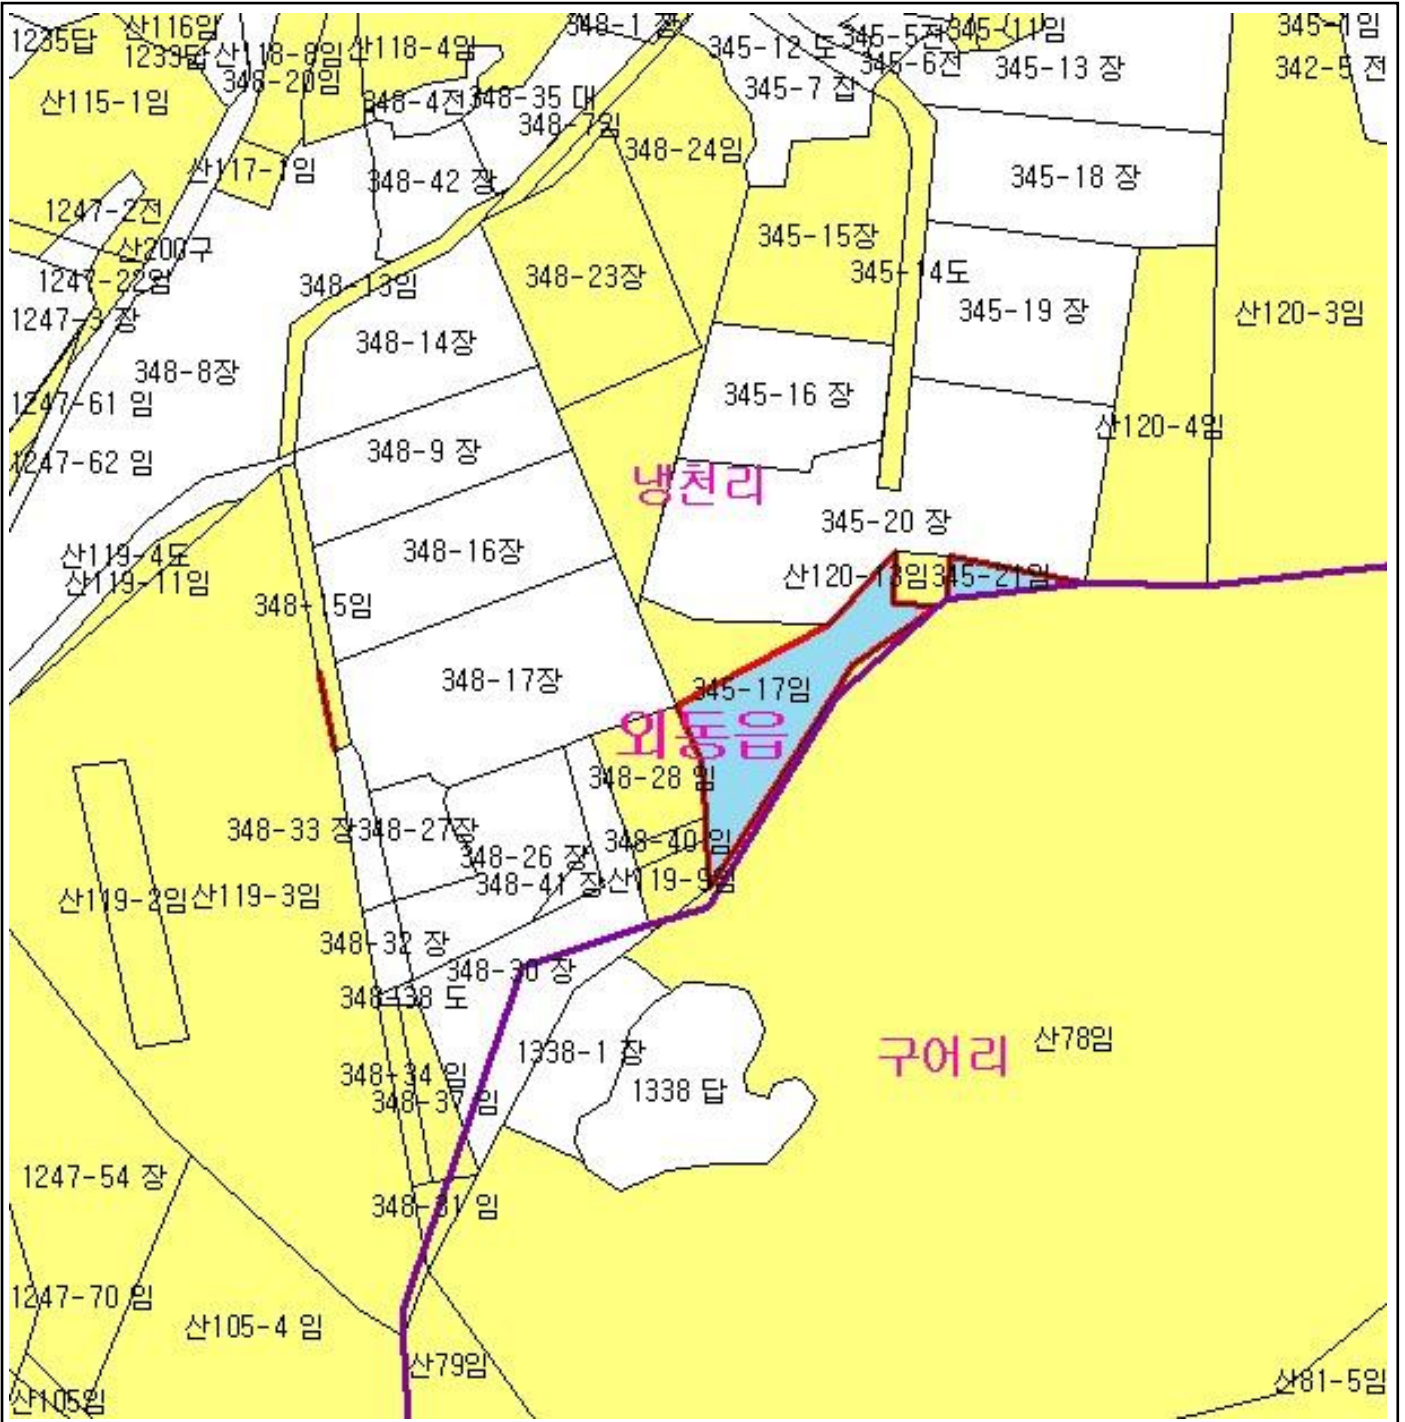 348-1 장
산116임
345-5전
345-11임
345-1임
1235답
1233답
산118-8임
산118-4임
345-12 도
345-6전
345-13 장
342-5 전
348-20임
345-7 잡
산115-1임
348-4전
348-35 대
348-7임
348-24임
산117-1임
348-42 장
345-18 장
1247-2전
산200구
345-15장
1247-22임
348-13임
348-23장
345-14도
1247-3 장
345-19 장
산120-3임
348-14장
348-8장
345-16 장
1247-61 임
산120-4임
348-9 장
1247-62 임
냉천리
345-20 장
348-16장
산119-4도
산119-11임
산120-13임
345-21임
348-15임
348-17장
345-17임
외동읍
348-28 임
348-33 장
348-27장
348-40 임
348-26 장
348-41 장
산119-9임
산119-2임
산119-3임
348-32 장
348-30 장
348-38 도
구어리
산78임
1338-1 장
348-34 임
1338 답
348-37 임
1247-54 장
348-31 임
1247-70 임
산105-4 임
산79임
산81-5임
산105임